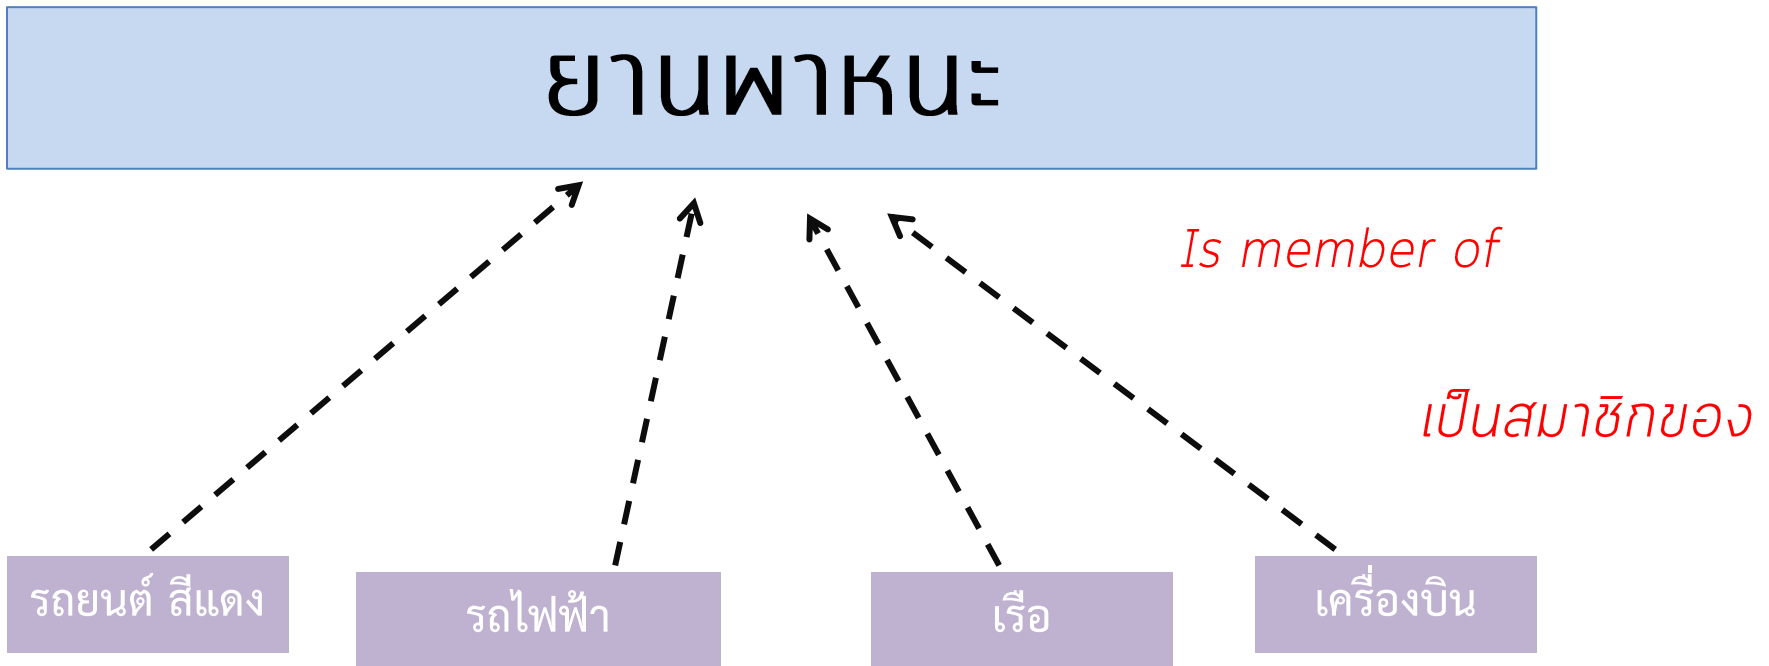 ยานพาหนะ
Is member of
เป็นสมาชิกของ
รถยนต์ สีแดง
รถไฟฟ้า
เรือ
เครื่องบิน